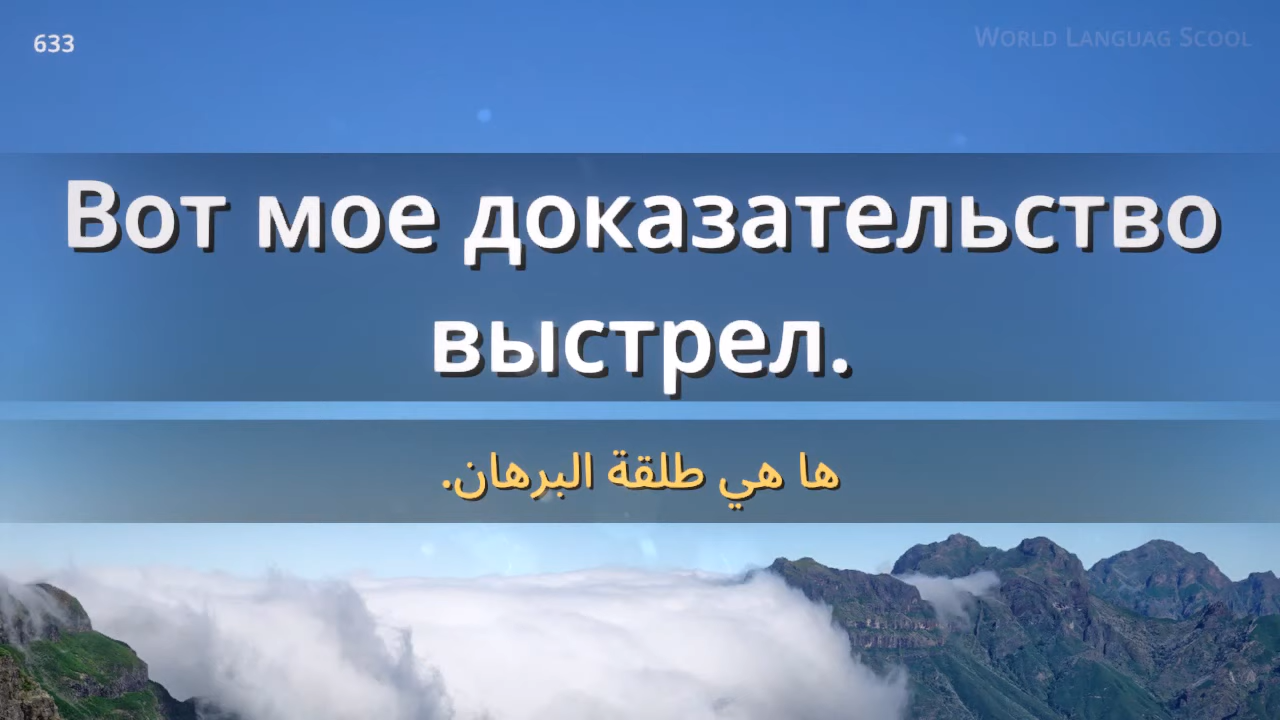 633
World Languag Scool
Вот мое доказательство
выстрел.
ها هي طلقة البرهان.